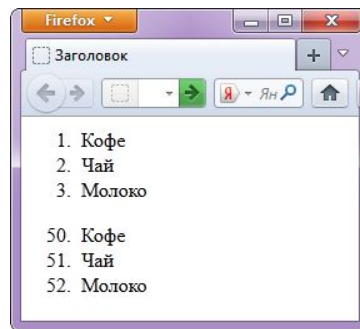 Firefox
Заголовок
Я Ян
1. Кофе
2. Чай
3. Молоко
50. Кофе
51. Чай
52. Молоко